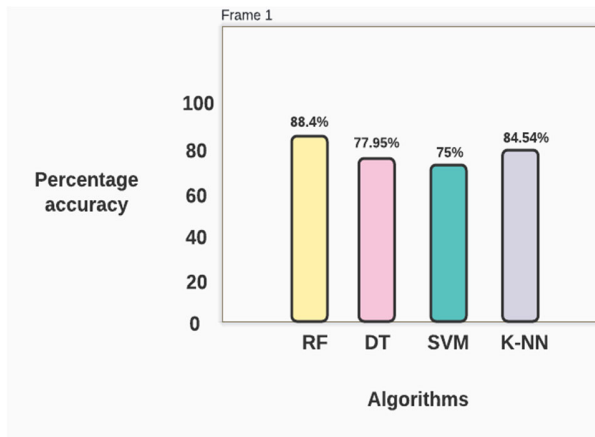 Frame 1
100
88.4%
77.95%
75%
84.54%
80
Percentage
accuracy
60
40
20
0
RF DT SVM K-NN
Algorithms